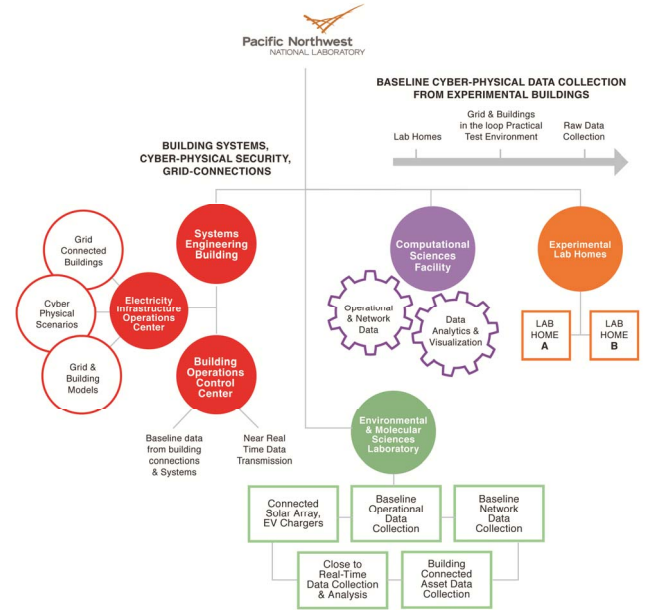 Pacific Northwest
NATIONAL LABORATORY
BASELINE CYBER-PHYSICAL DATA COLLECTION
FROM EXPERIMENTAL BUILDINGS
Lab Homes
Grid & Buildings
in the loop Practical
Test Environment
Raw Data
Collection
BUILDING SYSTEMS,
CYBER-PHYSICAL SECURITY,
GRID-CONNECTIONS
Grid
Connected
Buildings
Cyber
Physical
Scenarios
Grid &
Building
Models
Electricity
Infrastructure
Operations
Center
Systems
Engineering
Building
Building
Operations
Control
Center
Baseline data
from building
connections
& Systems
Near Real
Time Data
Transmission
Computational
Sciences
Facility
Operational
& Network
Data
Data
Analytics &
Visualization
Experimental
Lab Homes
LAB
HOME
A
LAB
HOME
B
Environmental
& Molecular
Sciences
Laboratory
Connected
Solar Array,
EV Chargers
Baseline
Operational
Data
Collection
Baseline
Network
Data
Collection
Close to
Real-Time
Data Collection
& Analysis
Building
Connected
Asset Data
Collection